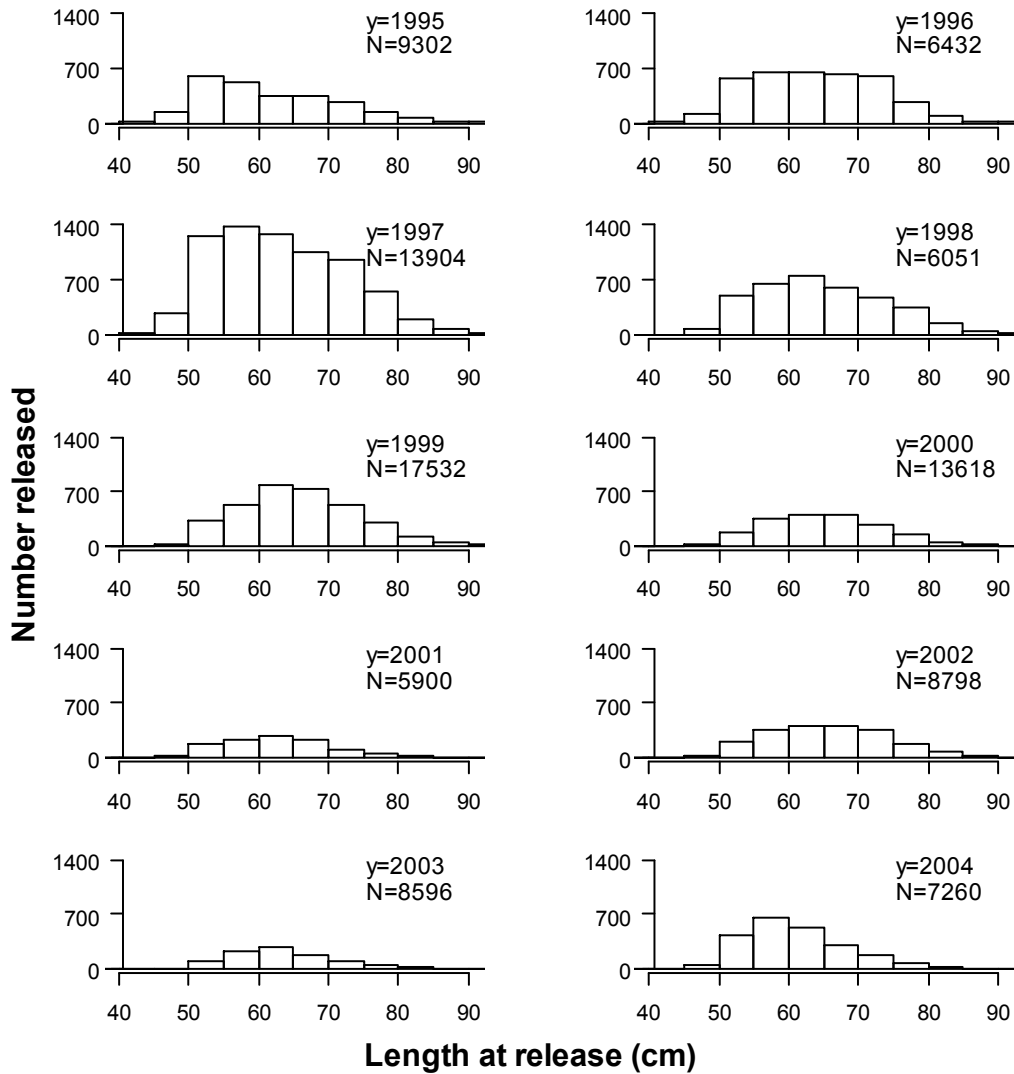 Number released
1400
700
0
y=1995
N=9302
40 50 60 70 80 90
1400
700
0
y=1996
N=6432
40 50 60 70 80 90
1400
700
0
y=1997
N=13904
40 50 60 70 80 90
1400
700
0
y=1998
N=6051
40 50 60 70 80 90
1400
700
0
y=1999
N=17532
40 50 60 70 80 90
1400
700
0
y=2000
N=13618
40 50 60 70 80 90
1400
700
0
y=2001
N=5900
40 50 60 70 80 90
1400
700
0
y=2002
N=8798
40 50 60 70 80 90
1400
700
0
y=2003
N=8596
40 50 60 70 80 90
1400
700
0
y=2004
N=7260
40 50 60 70 80 90
Length at release (cm)